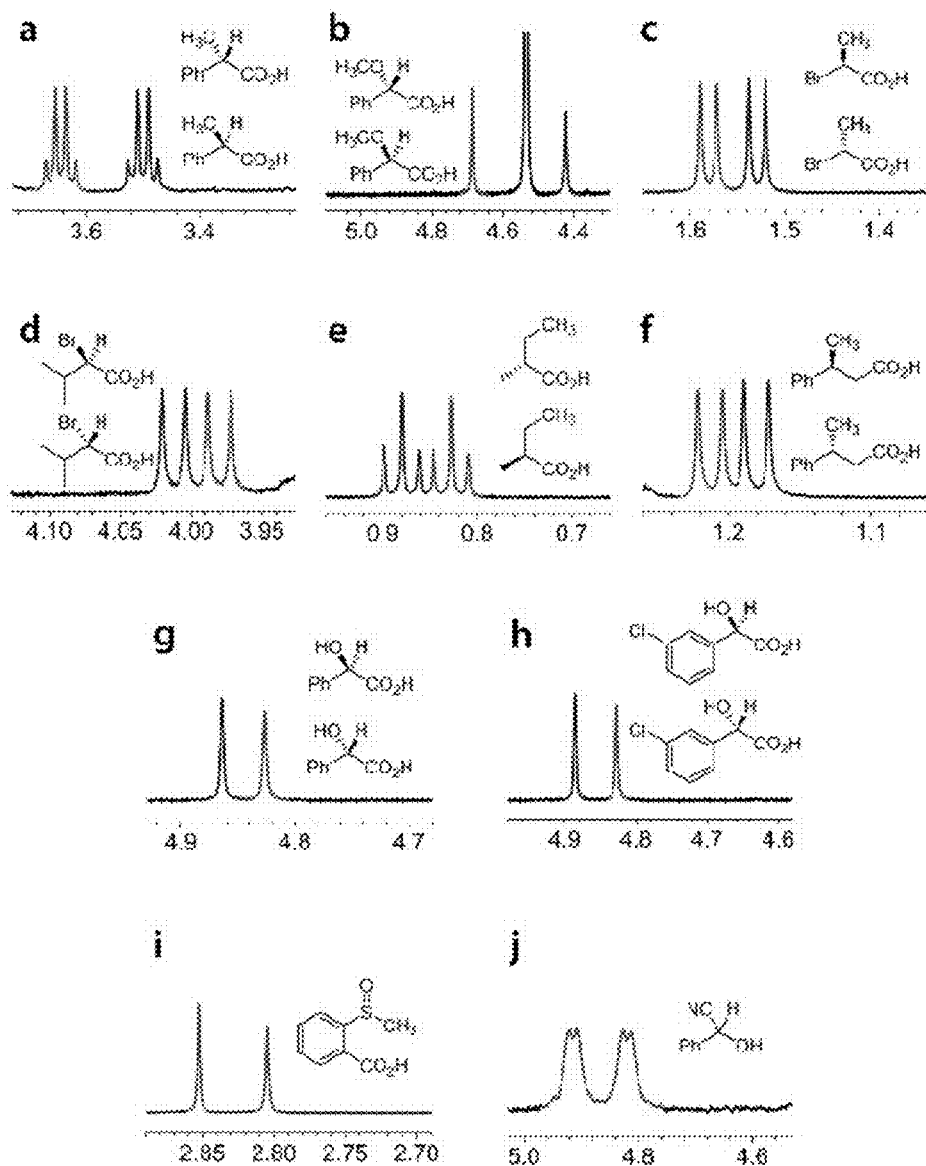 a
H₃C H
Ph CO₂H
H₃C H
Ph CO₂H
3.6 3.4
b
H₃CO H
Ph CO₂H
H₃CO H
Ph CO₂H
5.0 4.8 4.6 4.4
c
CH₃
Br CO₂H
CH₃
Br CO₂H
1.6 1.5 1.4
d
Br H
CO₂H
Br H
CO₂H
4.10 4.05 4.00 3.95
e
CH₃
CO₂H
CH₃
CO₂H
0.9 0.8 0.7
f
CH₃
Ph CO₂H
CH₃
Ph CO₂H
1.2 1.1
g
HO H
Ph CO₂H
HO H
Ph CO₂H
4.9 4.8 4.7
h
HO H
Cl CO₂H
HO H
Cl CO₂H
4.9 4.8 4.7 4.6
i
O
S CH₃
CO₂H
2.85 2.80 2.75 2.70
j
NC H
Ph OH
5.0 4.8 4.6